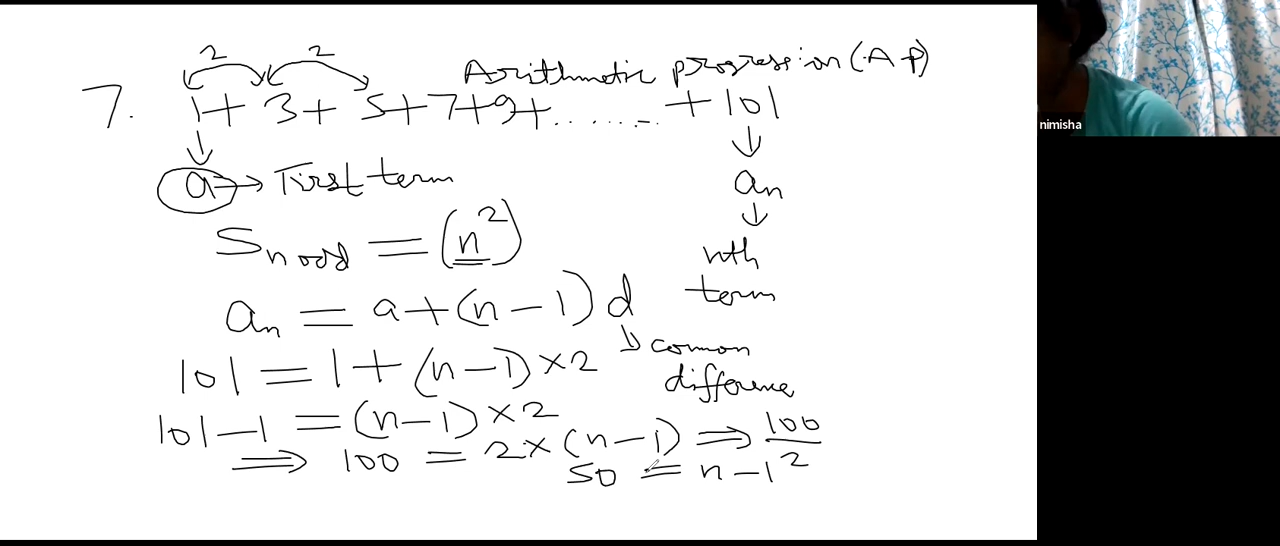 2 2 Arithmetic progression (AP)
7. 1 + 3 + 5 + 7 + 9 + ....... + 101
nimisha
a → First term
an
Sn odd = (n²)
nth term
an = a + (n − 1) d
common difference
101 = 1 + (n − 1) × 2
101 − 1 = (n − 1) × 2
⇒ 100 = 2 × (n − 1) ⇒ 100/2
50 = n − 1